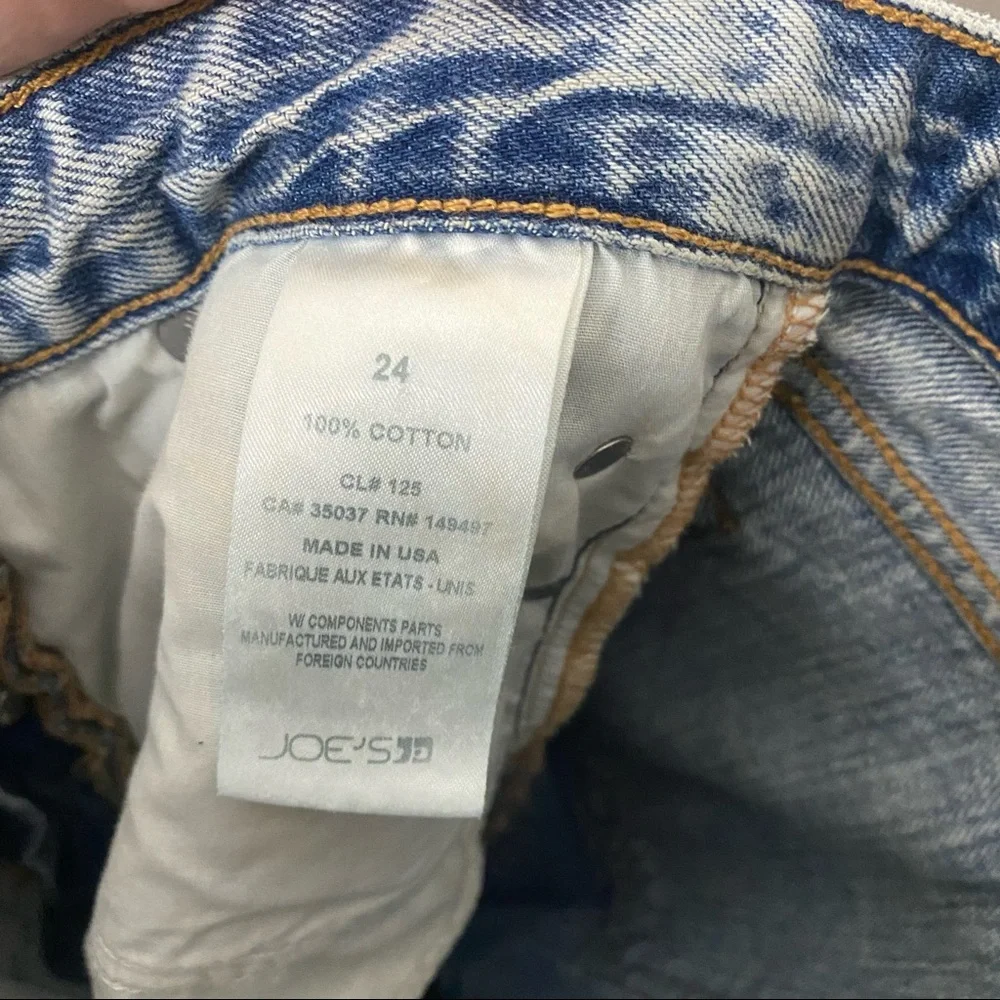 24
100% COTTON
CL# 125
CA# 35037 RN# 149497
MADE IN USA
FABRIQUE AUX ETATS - UNIS
W/ COMPONENTS PARTS
MANUFACTURED AND IMPORTED FROM
FOREIGN COUNTRIES
JOE'S